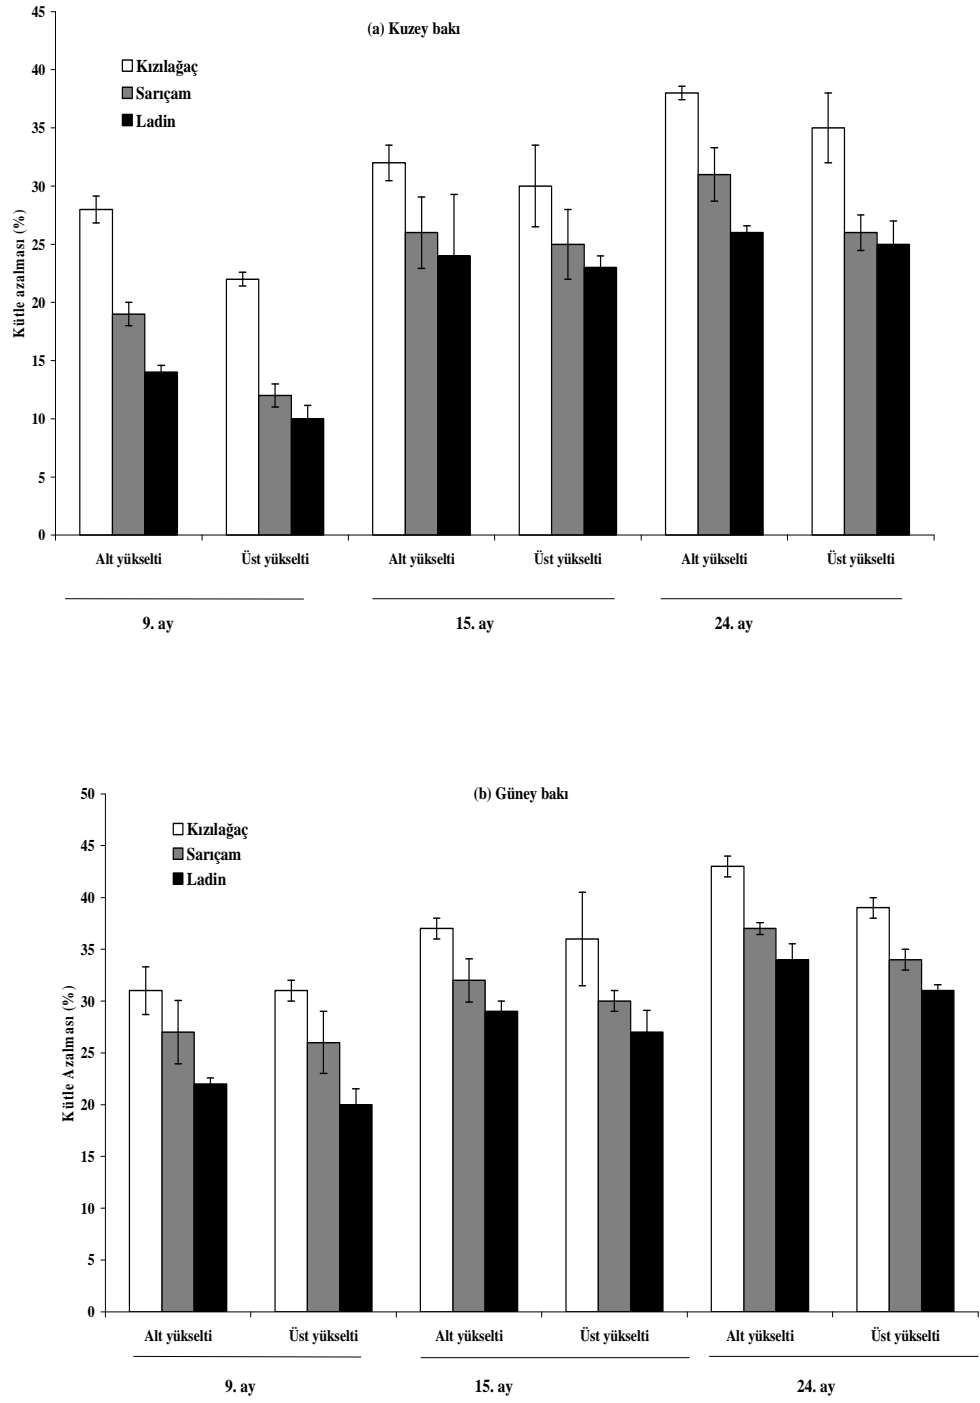 (a) Kuzey bakı
Kızılağaç
Sarıçam
Ladin
Kütle azalması (%)
45
40
35
30
25
20
15
10
5
0
Alt yükselti Üst yükselti Alt yükselti Üst yükselti Alt yükselti Üst yükselti
9. ay 15. ay 24. ay
(b) Güney bakı
Kızılağaç
Sarıçam
Ladin
Kütle Azalması (%)
50
45
40
35
30
25
20
15
10
5
0
Alt yükselti Üst yükselti Alt yükselti Üst yükselti Alt yükselti Üst yükselti
9. ay 15. ay 24. ay